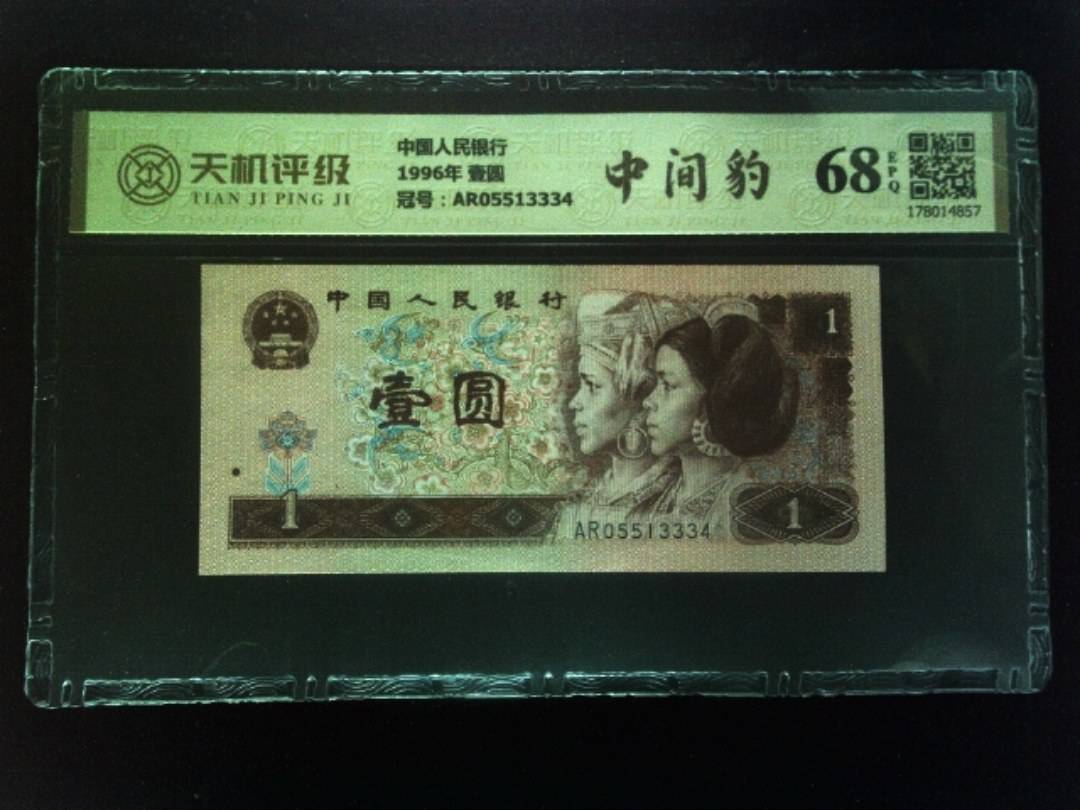 天机评级
TIAN JI PING JI
中国人民银行
1996年 壹圆
冠号：AR05513334
中间豹
68
EPQ
178014857
中国人民银行
1
壹圆
1
AR05513334
1